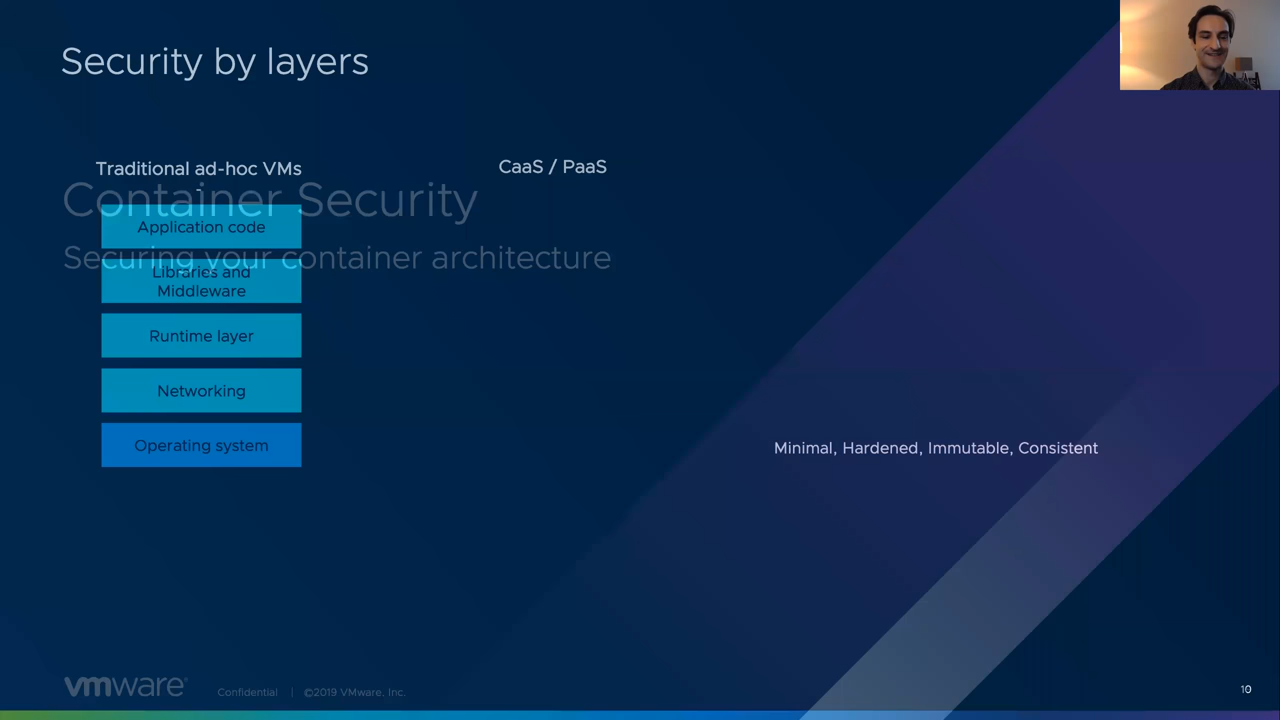 Security by layers
Traditional ad-hoc VMs
CaaS / PaaS
Container Security
Application code
Securing your container architecture
Libraries and
Middleware
Runtime layer
Networking
Operating system
Minimal, Hardened, Immutable, Consistent
vmware®
Confidential | ©2019 VMware, Inc.
10